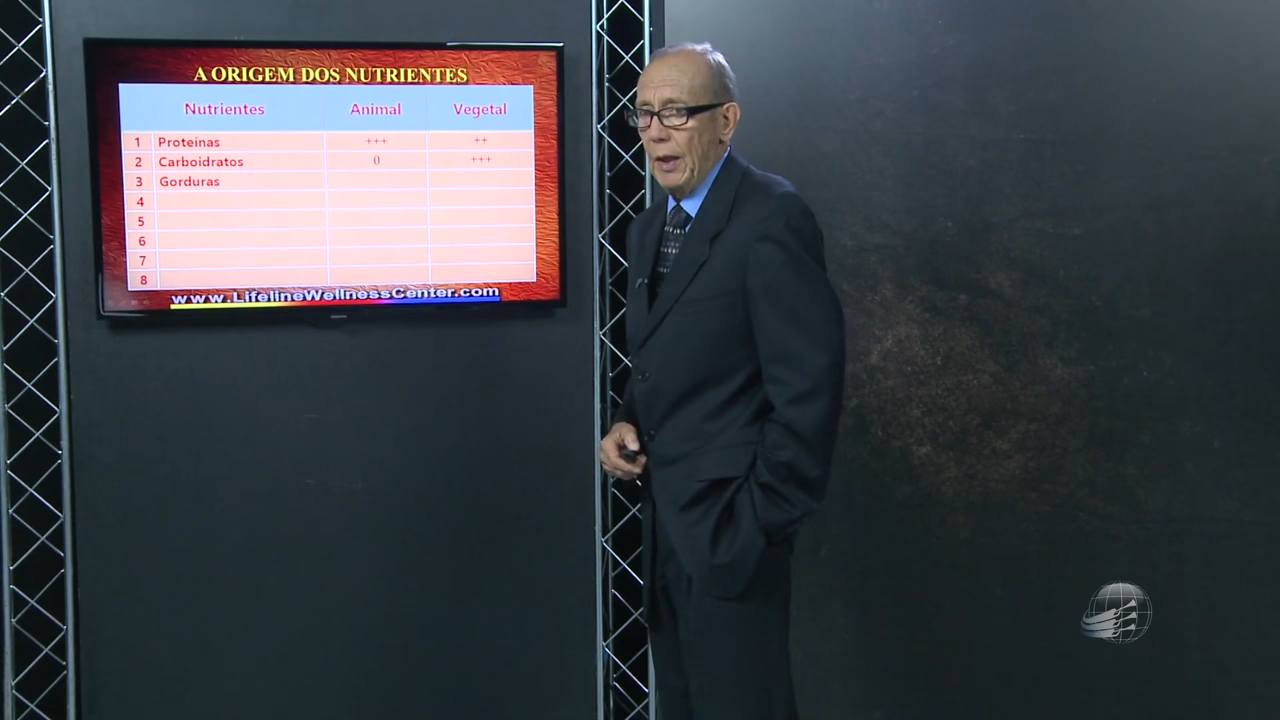 A ORIGEM DOS NUTRIENTES
Nutrientes Animal Vegetal
1 Proteínas +++ ++
2 Carboidratos 0 +++
3 Gorduras
4
5
6
7
8
www.LifelineWellnessCenter.com